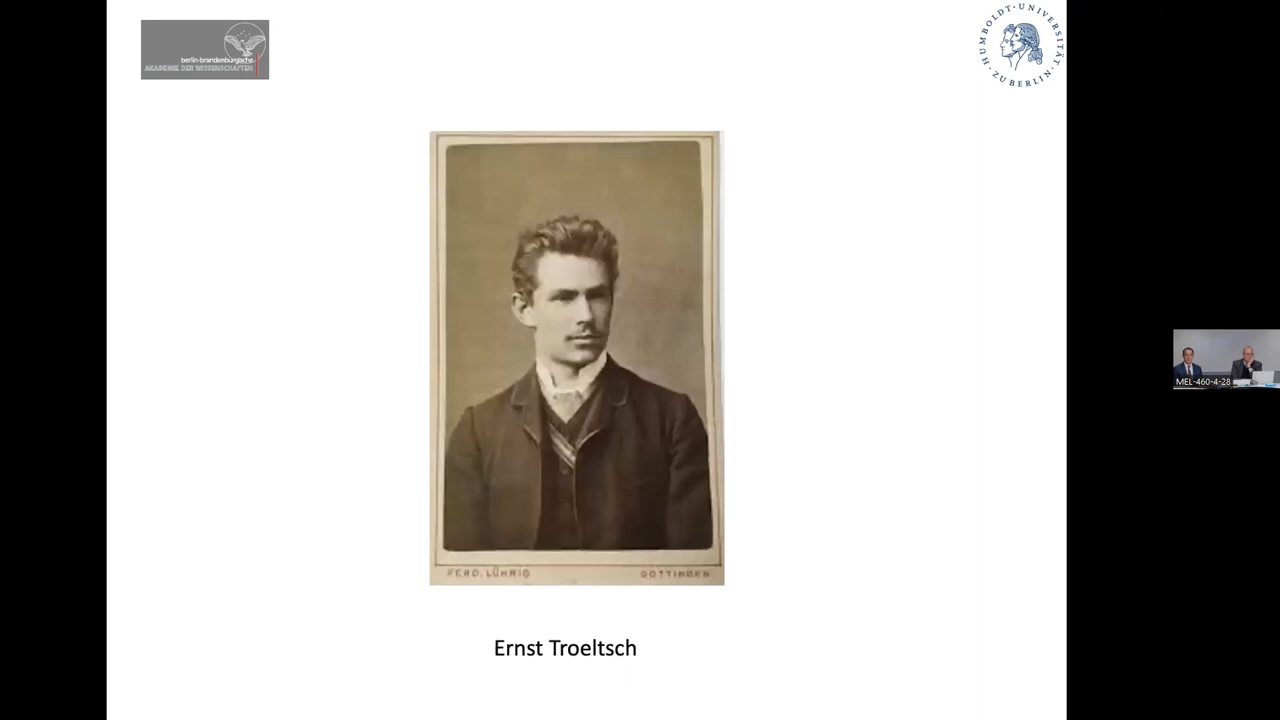 berlin-brandenburgische
AKADEMIE DER WISSENSCHAFTEN
HUMBOLDT-UNIVERSITÄT ZU BERLIN
FERD. LÜHRIG GÖTTINGEN
Ernst Troeltsch
MEL-460-4-28